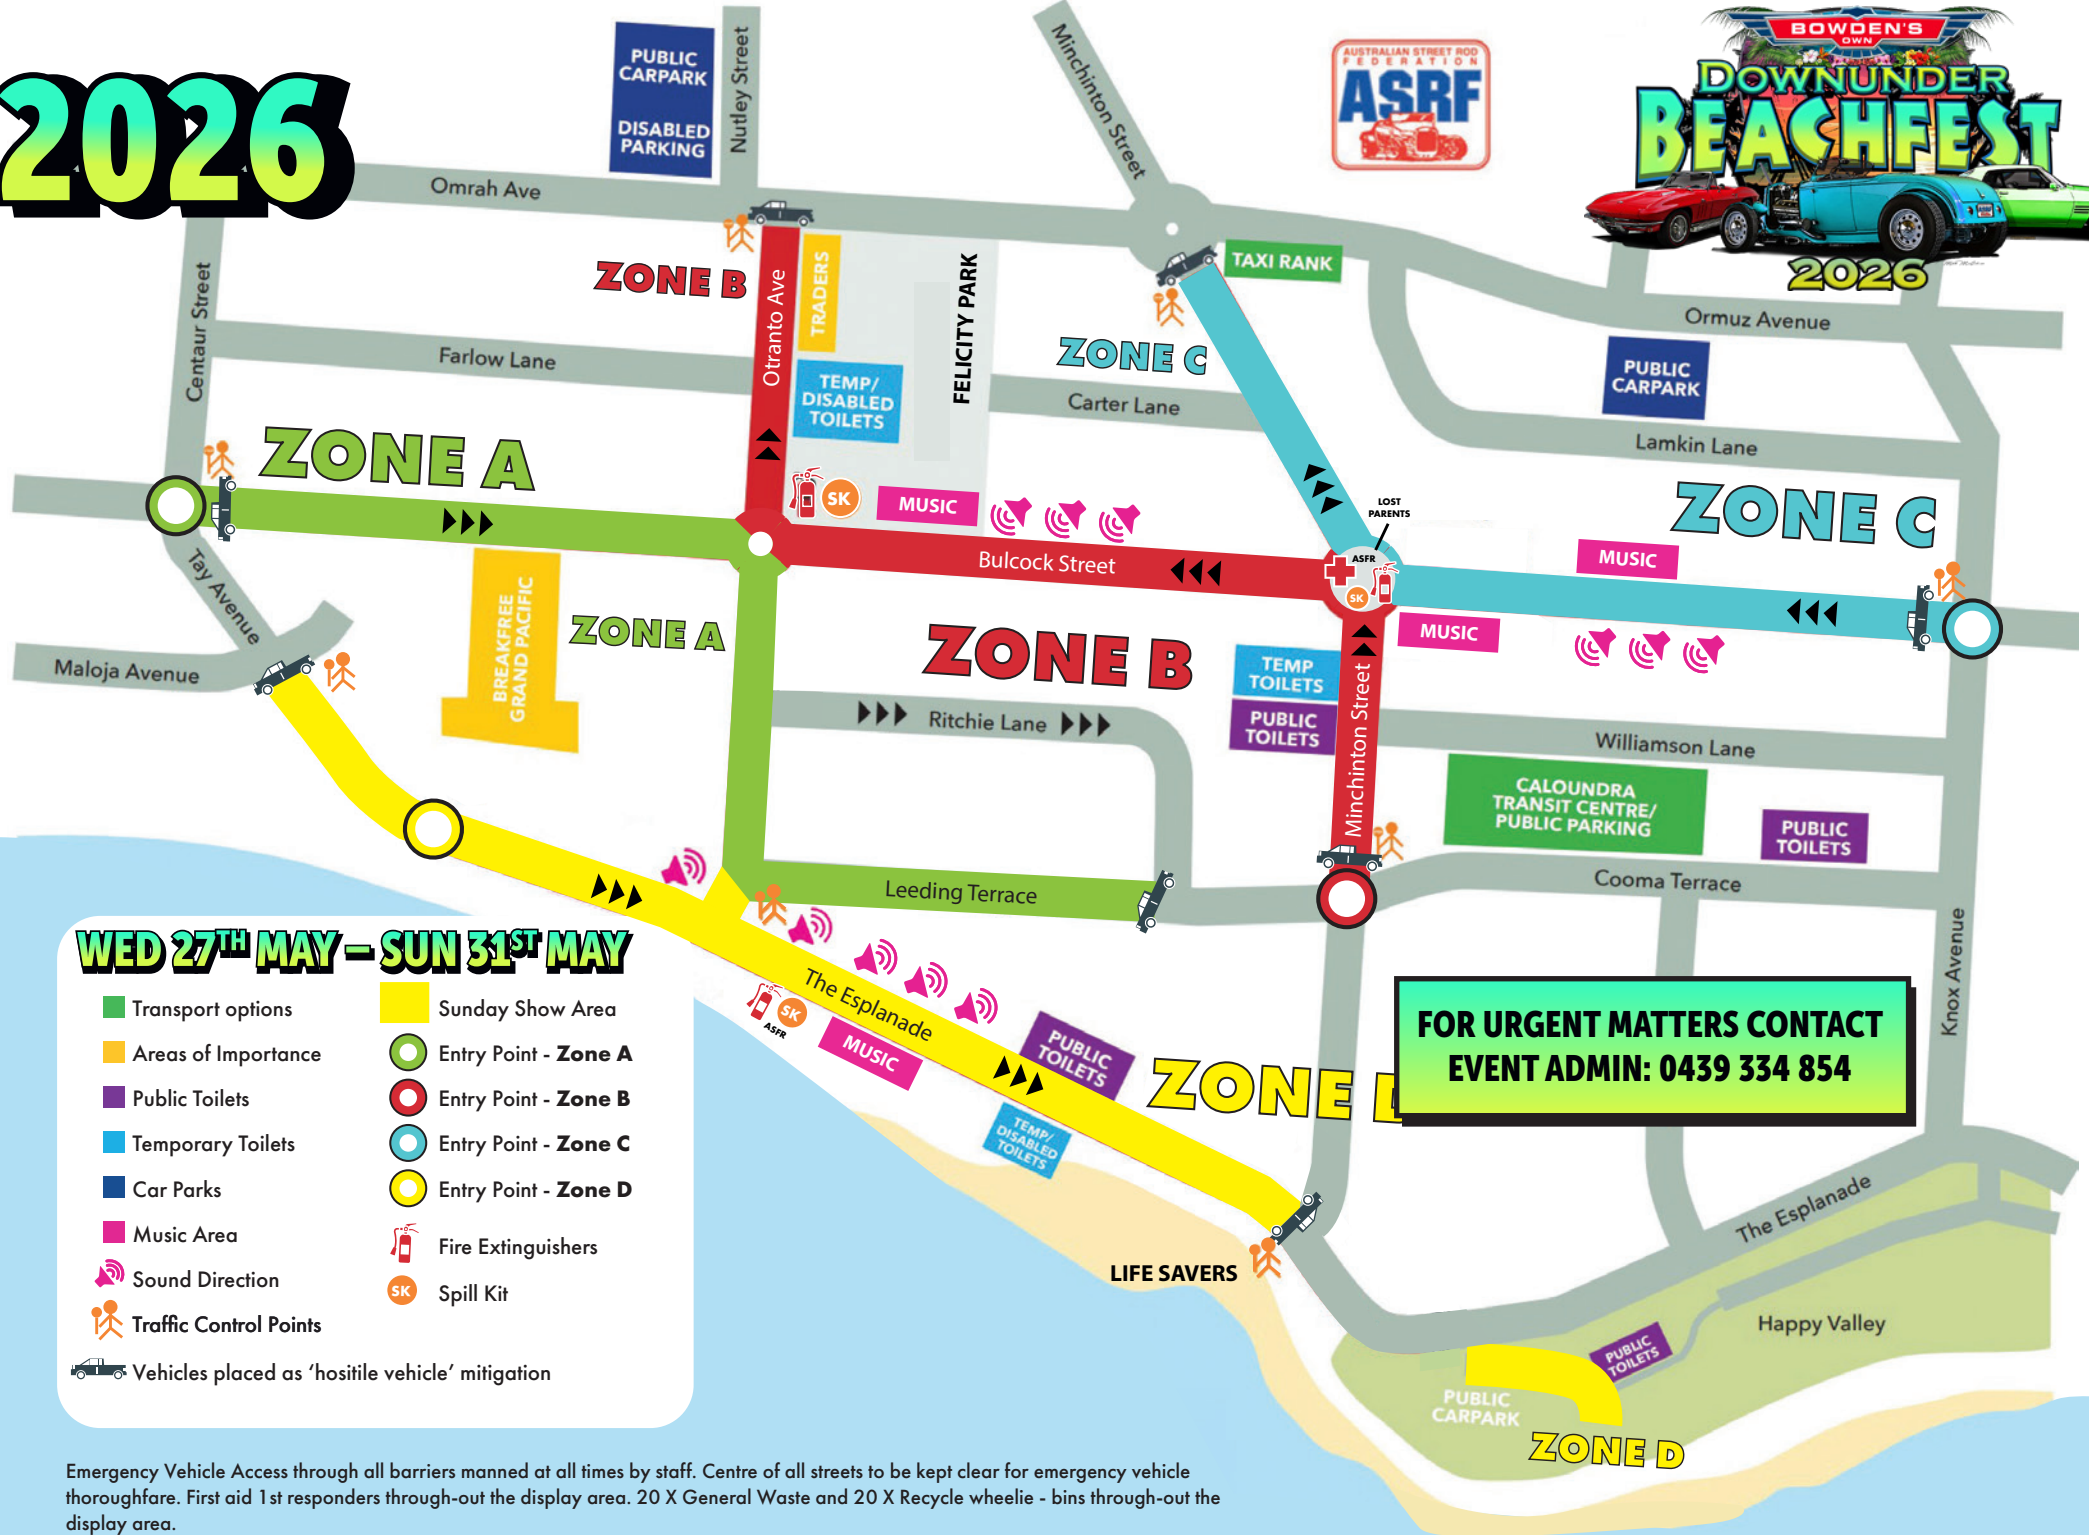 2026
PUBLIC
CARPARK
DISABLED
PARKING
Nutley Street
Minchinton Street
AUSTRALIAN STREET ROD
FEDERATION
ASRF
BOWDEN'S
OWN
DOWNUNDER
BEACHFEST
2026
Omrah Ave
ZONE B
Otranto Ave
TRADERS
FELICITY PARK
TAXI RANK
Ormuz Avenue
Centaur Street
Farlow Lane
TEMP/
DISABLED
TOILETS
ZONE C
Carter Lane
PUBLIC
CARPARK
Lamkin Lane
ZONE A
SK
MUSIC
LOST
PARENTS
ZONE C
Bulcock Street
ASFR
SK
MUSIC
MUSIC
Tay Avenue
BREAKFREE
GRAND PACIFIC
ZONE A
ZONE B
TEMP
TOILETS
PUBLIC
TOILETS
Minchinton Street
Maloja Avenue
Ritchie Lane
Williamson Lane
CALOUNDRA
TRANSIT CENTRE/
PUBLIC PARKING
PUBLIC
TOILETS
Leeding Terrace
Cooma Terrace
Knox Avenue
The Esplanade
SK
ASFR
MUSIC
PUBLIC
TOILETS
TEMP/
DISABLED
TOILETS
ZONE
FOR URGENT MATTERS CONTACT
EVENT ADMIN: 0439 334 854
LIFE SAVERS
The Esplanade
Happy Valley
PUBLIC
TOILETS
PUBLIC
CARPARK
ZONE D
WED 27TH MAY – SUN 31ST MAY
Transport options
Areas of Importance
Public Toilets
Temporary Toilets
Car Parks
Music Area
Sound Direction
Traffic Control Points
Vehicles placed as ‘hositile vehicle’ mitigation
Sunday Show Area
Entry Point - Zone A
Entry Point - Zone B
Entry Point - Zone C
Entry Point - Zone D
Fire Extinguishers
SK
Spill Kit
Emergency Vehicle Access through all barriers manned at all times by staff. Centre of all streets to be kept clear for emergency vehicle
thoroughfare. First aid 1st responders through-out the display area. 20 X General Waste and 20 X Recycle wheelie - bins through-out the
display area.